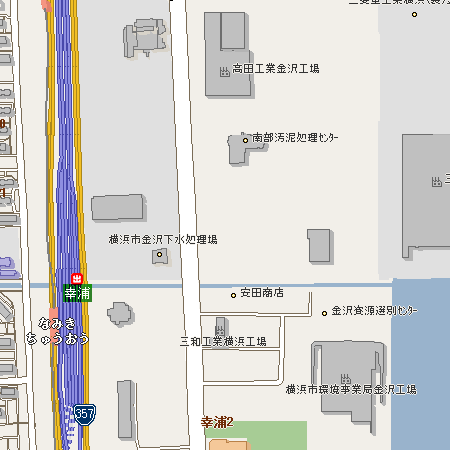 高田工業金沢工場
南部汚泥処理センター
横浜市金沢下水処理場
出
幸浦
安田商店
なみき
ちゅうおう
金沢資源選別センター
三和工業横浜工場
横浜市環境事業局金沢工場
357
幸浦2